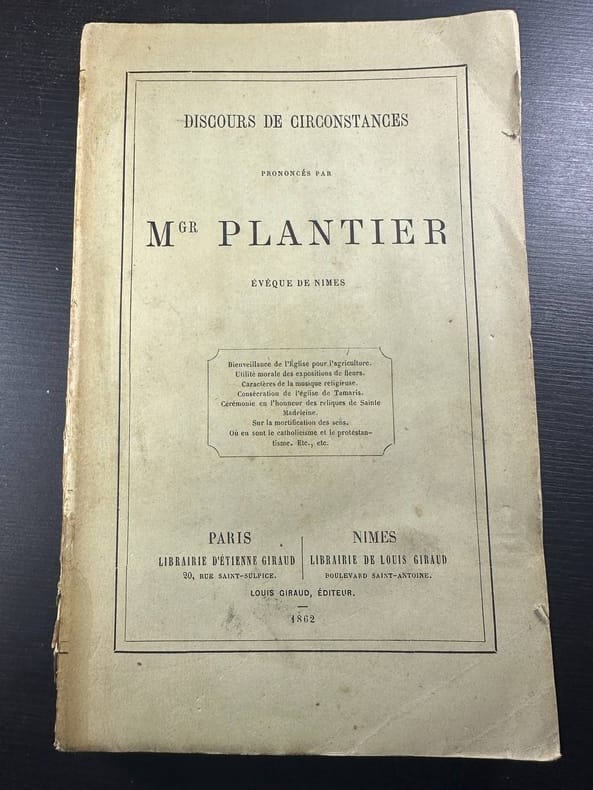 DISCOURS DE CIRCONSTANCES
PRONONCÉS PAR
MGR PLANTIER
ÉVÊQUE DE NIMES
Bienveillance de l'Église pour l'agriculture.
Utilité morale des expositions de fleurs.
Caractères de la musique religieuse.
Consécration de l'église de Tamaris.
Cérémonie en l'honneur des reliques de Sainte
Madeleine.
Sur la mortification des sens.
Où en sont le catholicisme et le protestan-
tisme. Etc., etc.
PARIS
LIBRAIRIE D'ÉTIENNE GIRAUD
20, RUE SAINT-SULPICE.
NIMES
LIBRAIRIE DE LOUIS GIRAUD
BOULEVARD SAINT-ANTOINE.
LOUIS GIRAUD, ÉDITEUR.
1862